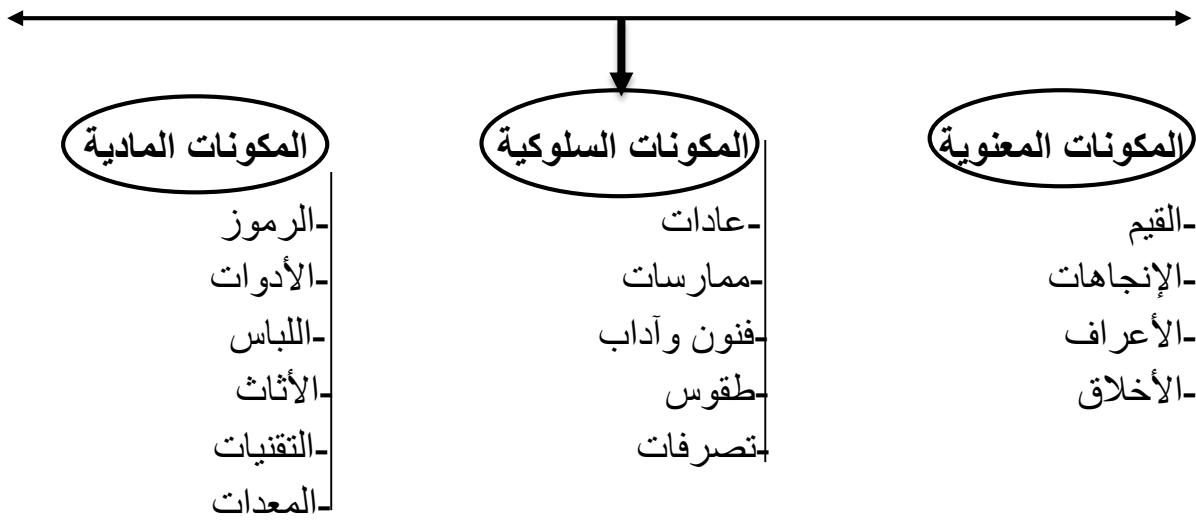 المكونات المعنوية
-القيم
-الإنجاهات
-الأعراف
-الأخلاق
المكونات السلوكية
-عادات
-ممارسات
-فنون وآداب
-طقوس
-تصرفات
المكونات المادية
-الرموز
-الأدوات
-اللباس
-الأثاث
-التقنيات
-المعدات